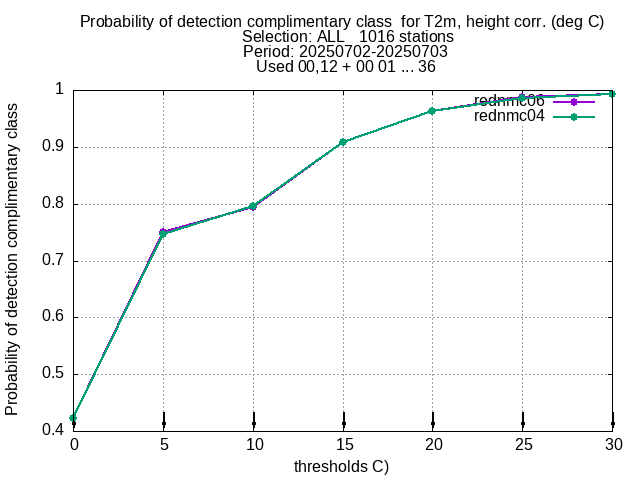 Probability of detection complimentary class  for T2m, height corr. (deg C)
Selection: ALL   1016 stations
Period: 20250702-20250703
Used 00,12 + 00 01 ... 36
rednmc06
rednmc04
Probability of detection complimentary class
1
0.9
0.8
0.7
0.6
0.5
0.4
0 5 10 15 20 25 30
thresholds C)